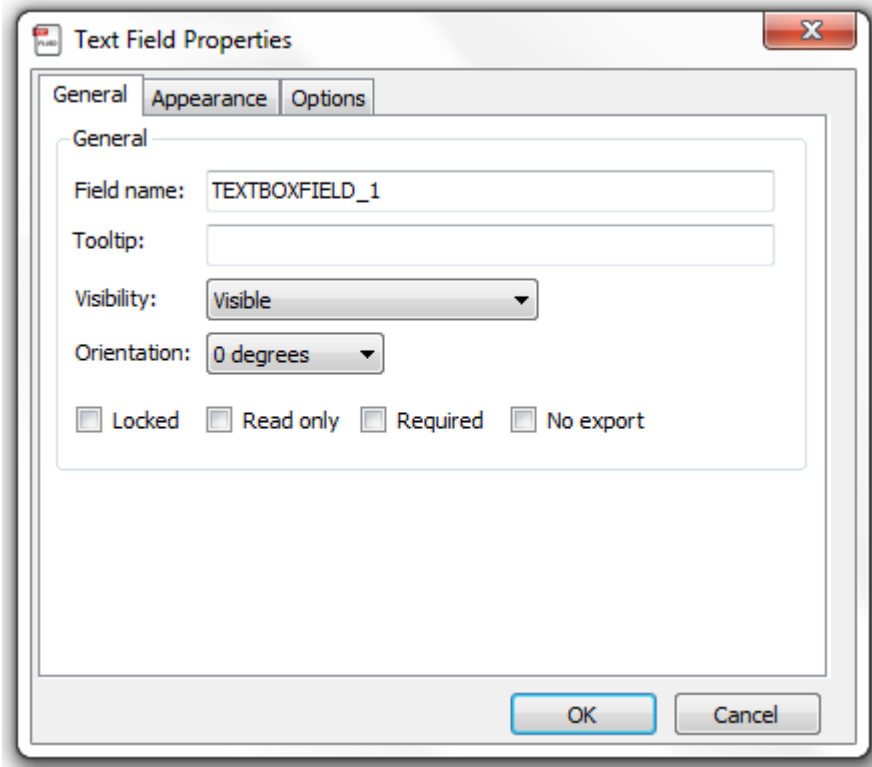 Text Field Properties
General Appearance Options
General
Field name: TEXTBOXFIELD_1
Tooltip:
Visibility: Visible
Orientation: 0 degrees
Locked Read only Required No export
OK Cancel